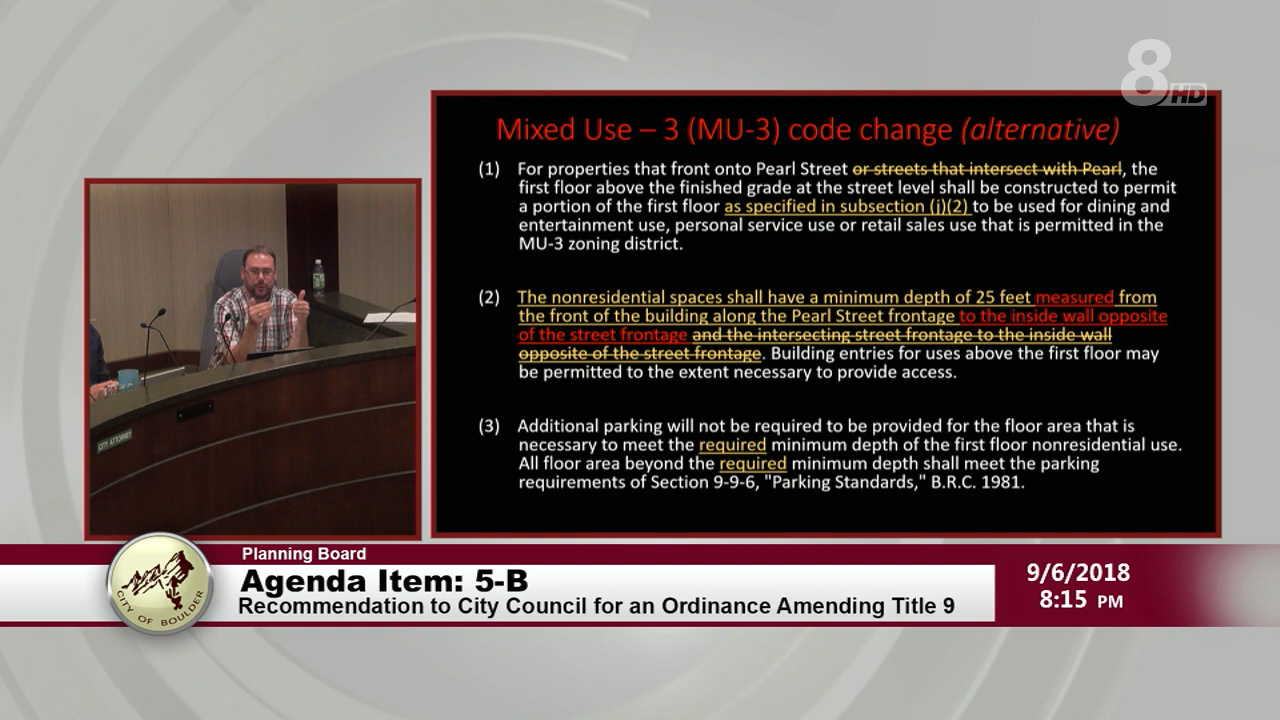 8HD
Mixed Use – 3 (MU-3) code change (alternative)
(1) For properties that front onto Pearl Street or streets that intersect with Pearl, the
first floor above the finished grade at the street level shall be constructed to permit
a portion of the first floor as specified in subsection (j)(2) to be used for dining and
entertainment use, personal service use or retail sales use that is permitted in the
MU-3 zoning district.
(2) The nonresidential spaces shall have a minimum depth of 25 feet measured from
the front of the building along the Pearl Street frontage to the inside wall opposite
of the street frontage and the intersecting street frontage to the inside wall
opposite of the street frontage. Building entries for uses above the first floor may
be permitted to the extent necessary to provide access.
(3) Additional parking will not be required to be provided for the floor area that is
necessary to meet the required minimum depth of the first floor nonresidential use.
All floor area beyond the required minimum depth shall meet the parking
requirements of Section 9-9-6, "Parking Standards," B.R.C. 1981.
CITY ATTORNEY
Planning Board
Agenda Item: 5-B
Recommendation to City Council for an Ordinance Amending Title 9
9/6/2018
8:15 PM
CITY OF BOULDER